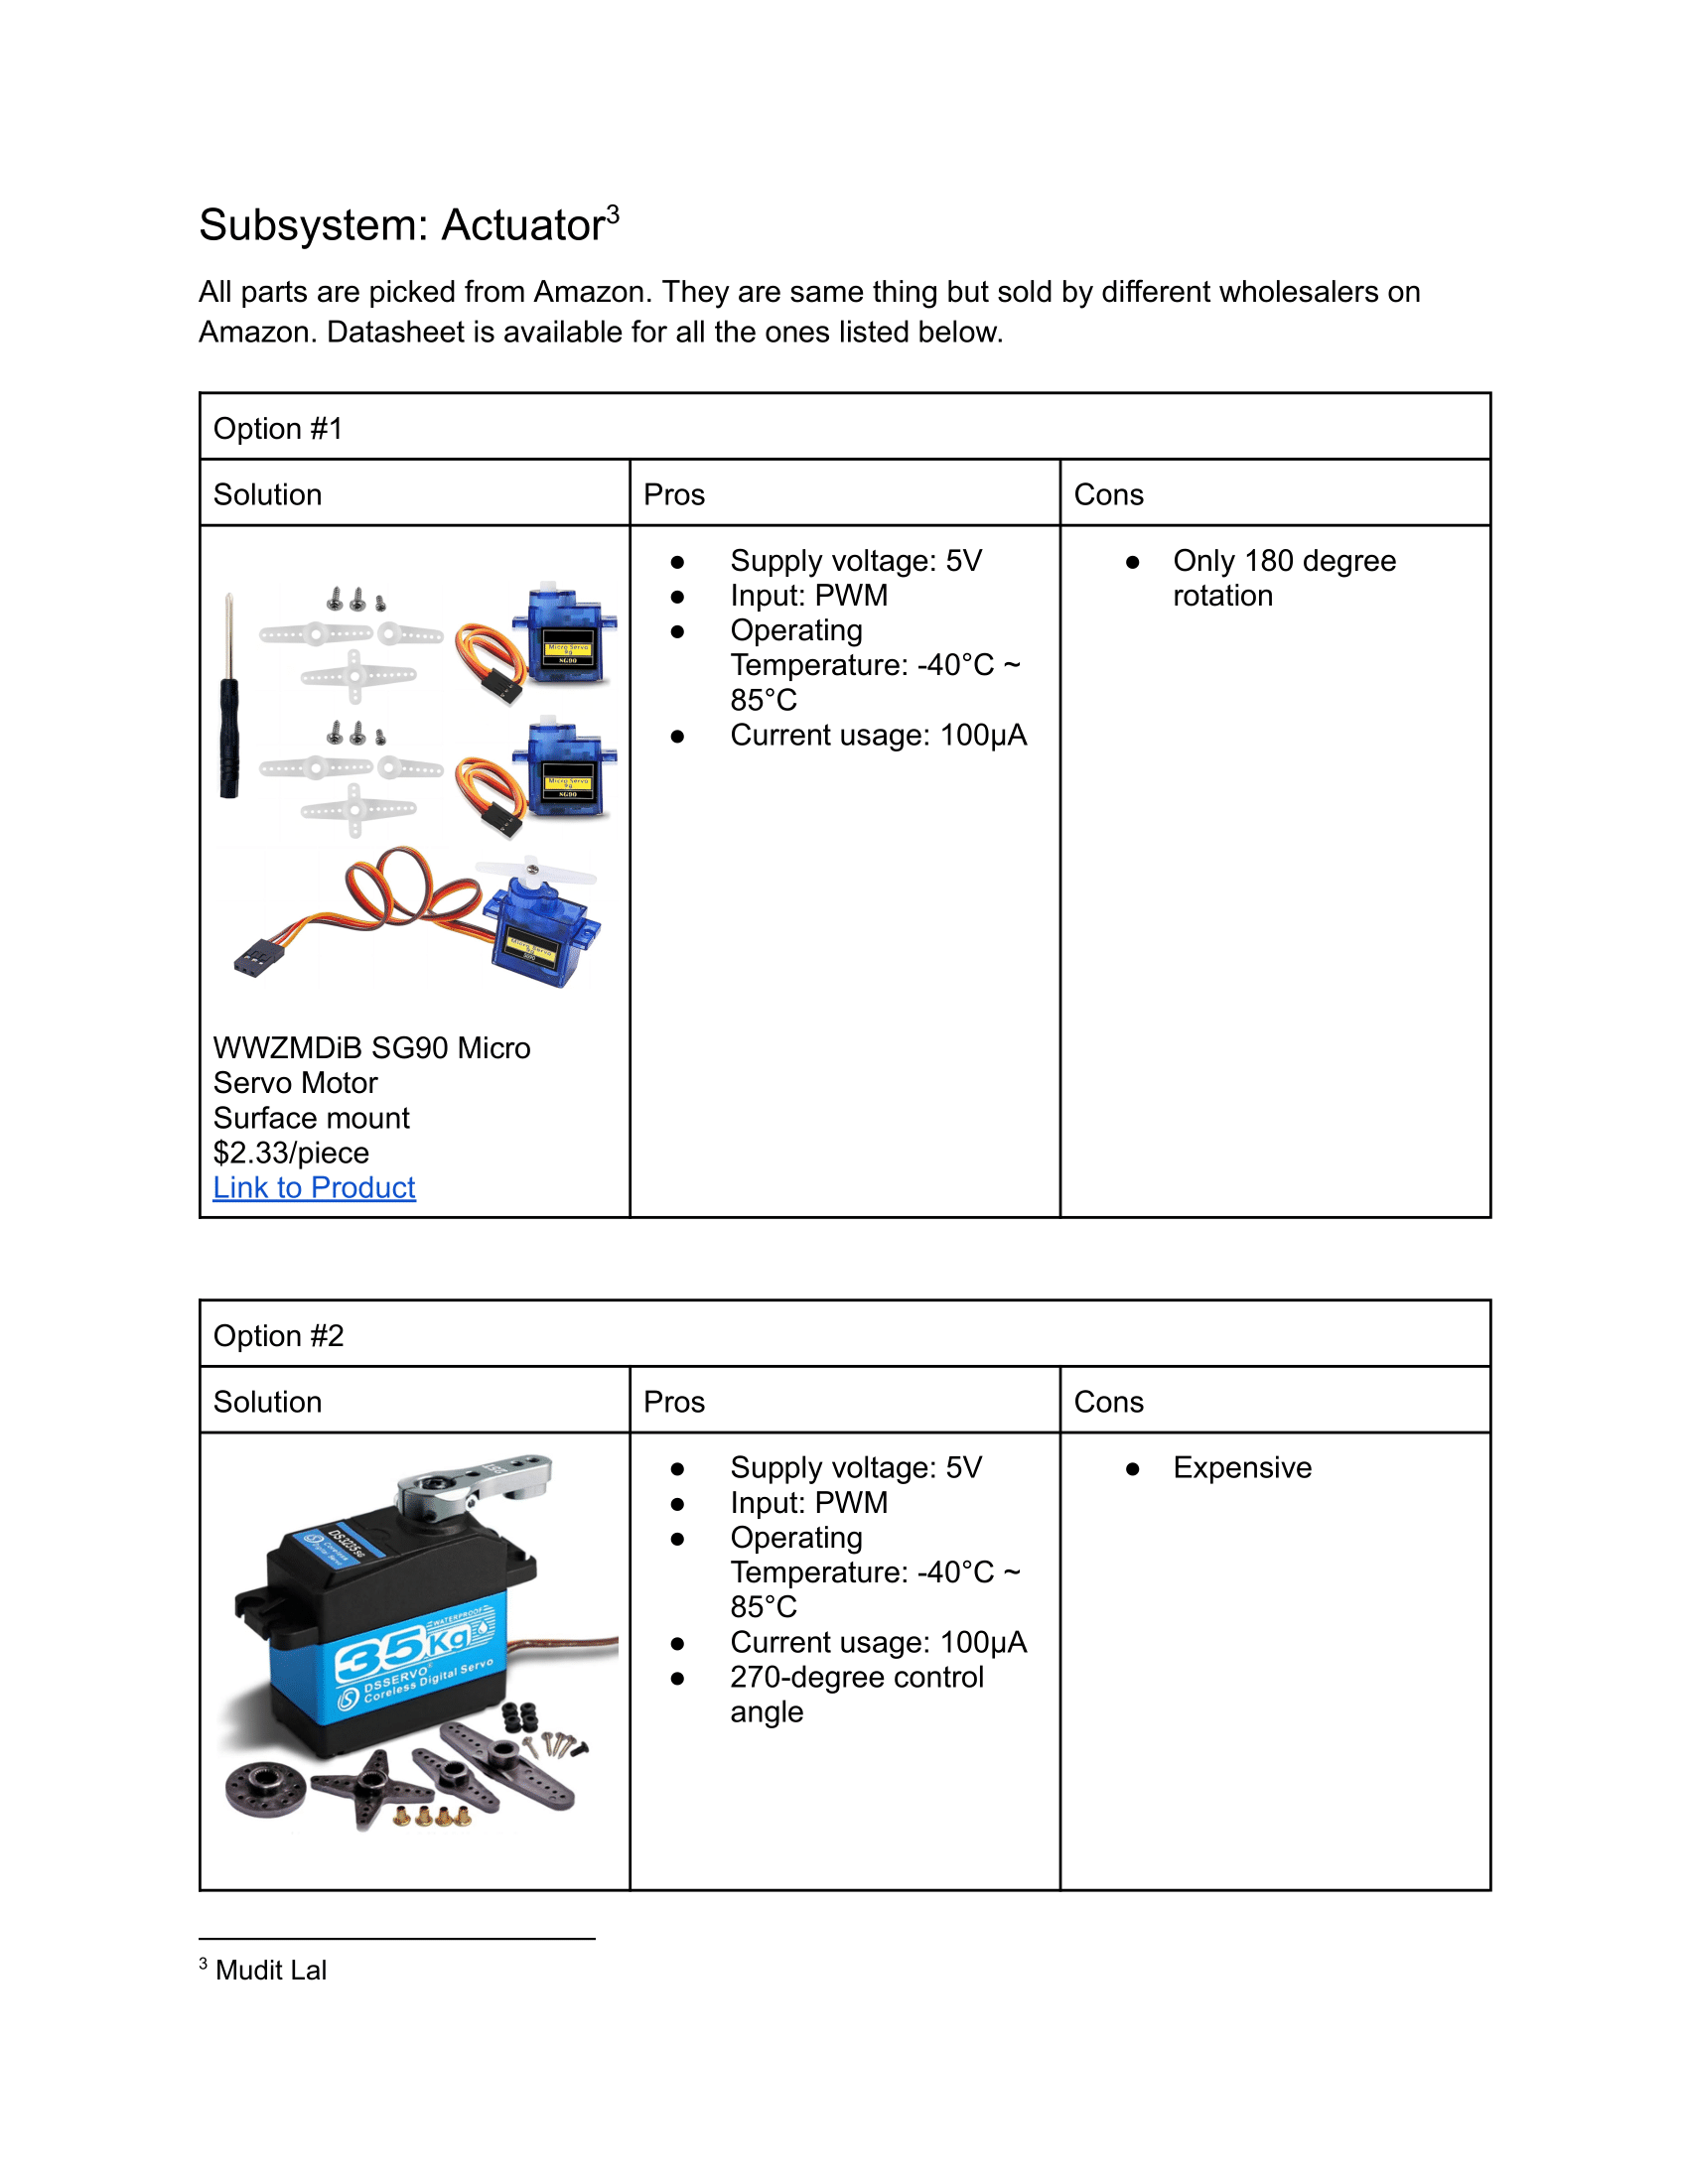 Subsystem: Actuator3
All parts are picked from Amazon. They are same thing but sold by different wholesalers on
Amazon. Datasheet is available for all the ones listed below.
Option #1
Solution
Pros
Cons
Micro Servo
9g
SG90
Micro Servo
9g
SG90
Micro Servo
9g
SG90
WWZMDiB SG90 Micro
Servo Motor
Surface mount
$2.33/piece
Link to Product
● Supply voltage: 5V
● Input: PWM
● Operating
Temperature: -40°C ~
85°C
● Current usage: 100µA
● Only 180 degree
rotation
Option #2
Solution
Pros
Cons
DS3235SG
Coreless
Digital Servo
WATERPROOF
35Kg
DSSERVO®
Coreless Digital Servo
● Supply voltage: 5V
● Input: PWM
● Operating
Temperature: -40°C ~
85°C
● Current usage: 100µA
● 270-degree control
angle
● Expensive
3 Mudit Lal